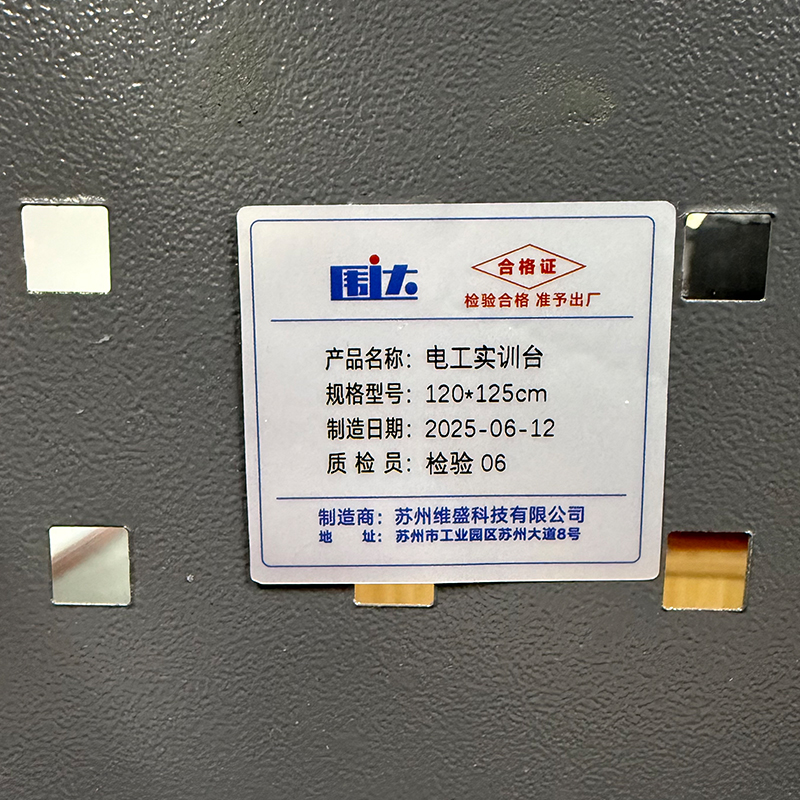 围达
合格证
检验合格 准予出厂
产品名称：电工实训台
规格型号：120*125cm
制造日期：2025-06-12
质 检 员：检验 06
制造商：苏州维盛科技有限公司
地 址：苏州市工业园区苏州大道8号